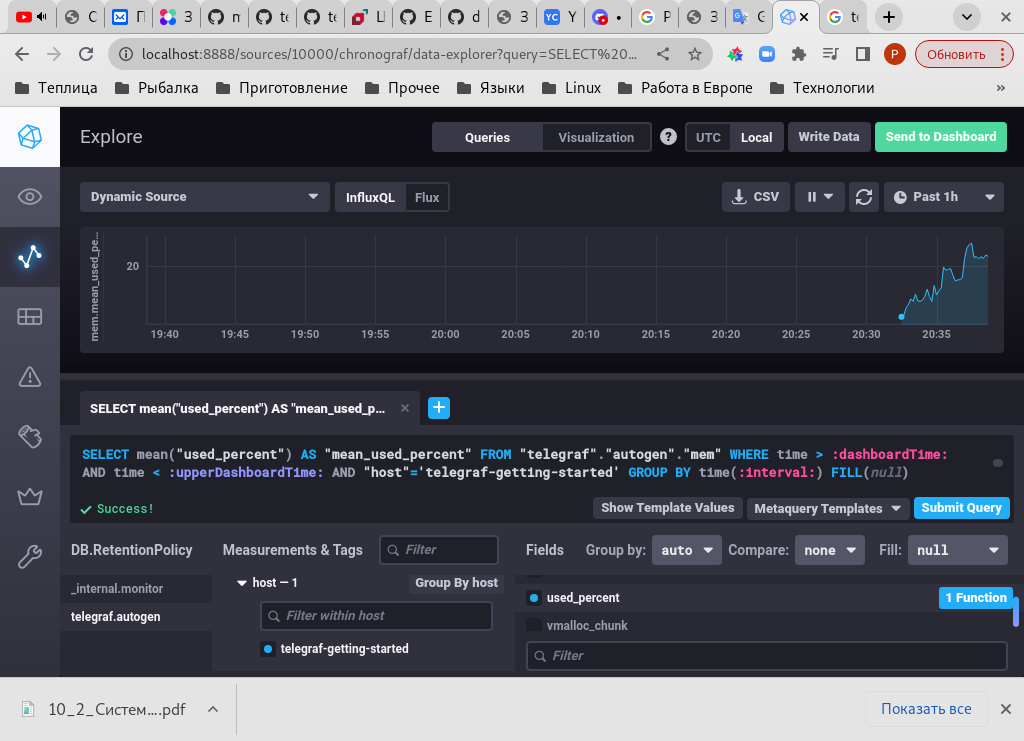 С
П
З
m
te
te
Li
E
d
З
Y
•
Р
З
G
te
localhost:8888/sources/10000/chronograf/data-explorer?query=SELECT%20...
P
Обновить
Теплица
Рыбалка
Приготовление
Прочее
Языки
Linux
Работа в Европе
Технологии
»
Explore
Queries
Visualization
?
UTC
Local
Write Data
Send to Dashboard
Dynamic Source
InfluxQL
Flux
CSV
Past 1h
mem.mean_used_pe...
20
19:40 19:45 19:50 19:55 20:00 20:05 20:10 20:15 20:20 20:25 20:30 20:35
SELECT mean("used_percent") AS "mean_used_p...
SELECT mean("used_percent") AS "mean_used_percent" FROM "telegraf"."autogen"."mem" WHERE time > :dashboardTime:
AND time < :upperDashboardTime: AND "host"='telegraf-getting-started' GROUP BY time(:interval:) FILL(null)
Success!
Show Template Values
Metaquery Templates
Submit Query
DB.RetentionPolicy
Measurements & Tags
Filter
Fields
Group by:
auto
Compare:
none
Fill:
null
_internal.monitor
telegraf.autogen
host — 1
Group By host
Filter within host
telegraf-getting-started
used_percent
1 Function
vmalloc_chunk
Filter
10_2_Систем....pdf
Показать все